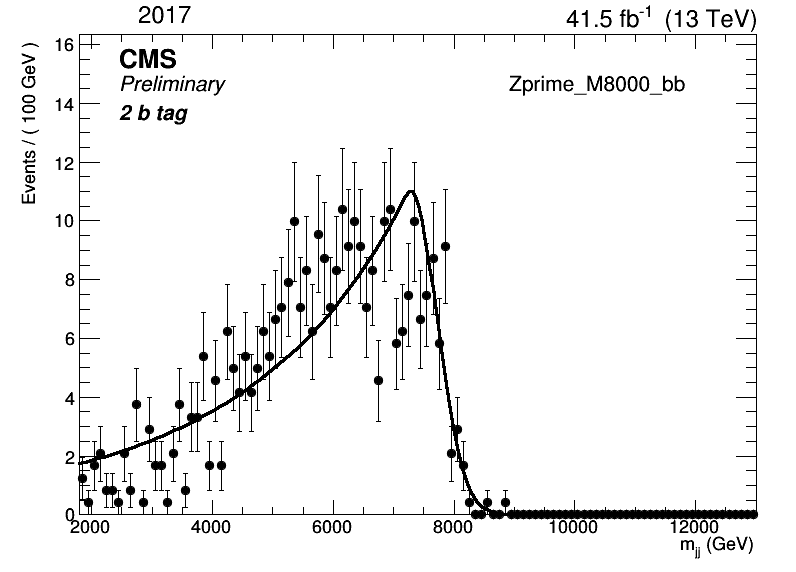 2017
41.5 fb⁻¹ (13 TeV)
CMS
Preliminary
2 b tag
Zprime_M8000_bb
Events / ( 100 GeV )
16
14
12
10
8
6
4
2
0
2000 4000 6000 8000 10000 12000
m_jj (GeV)